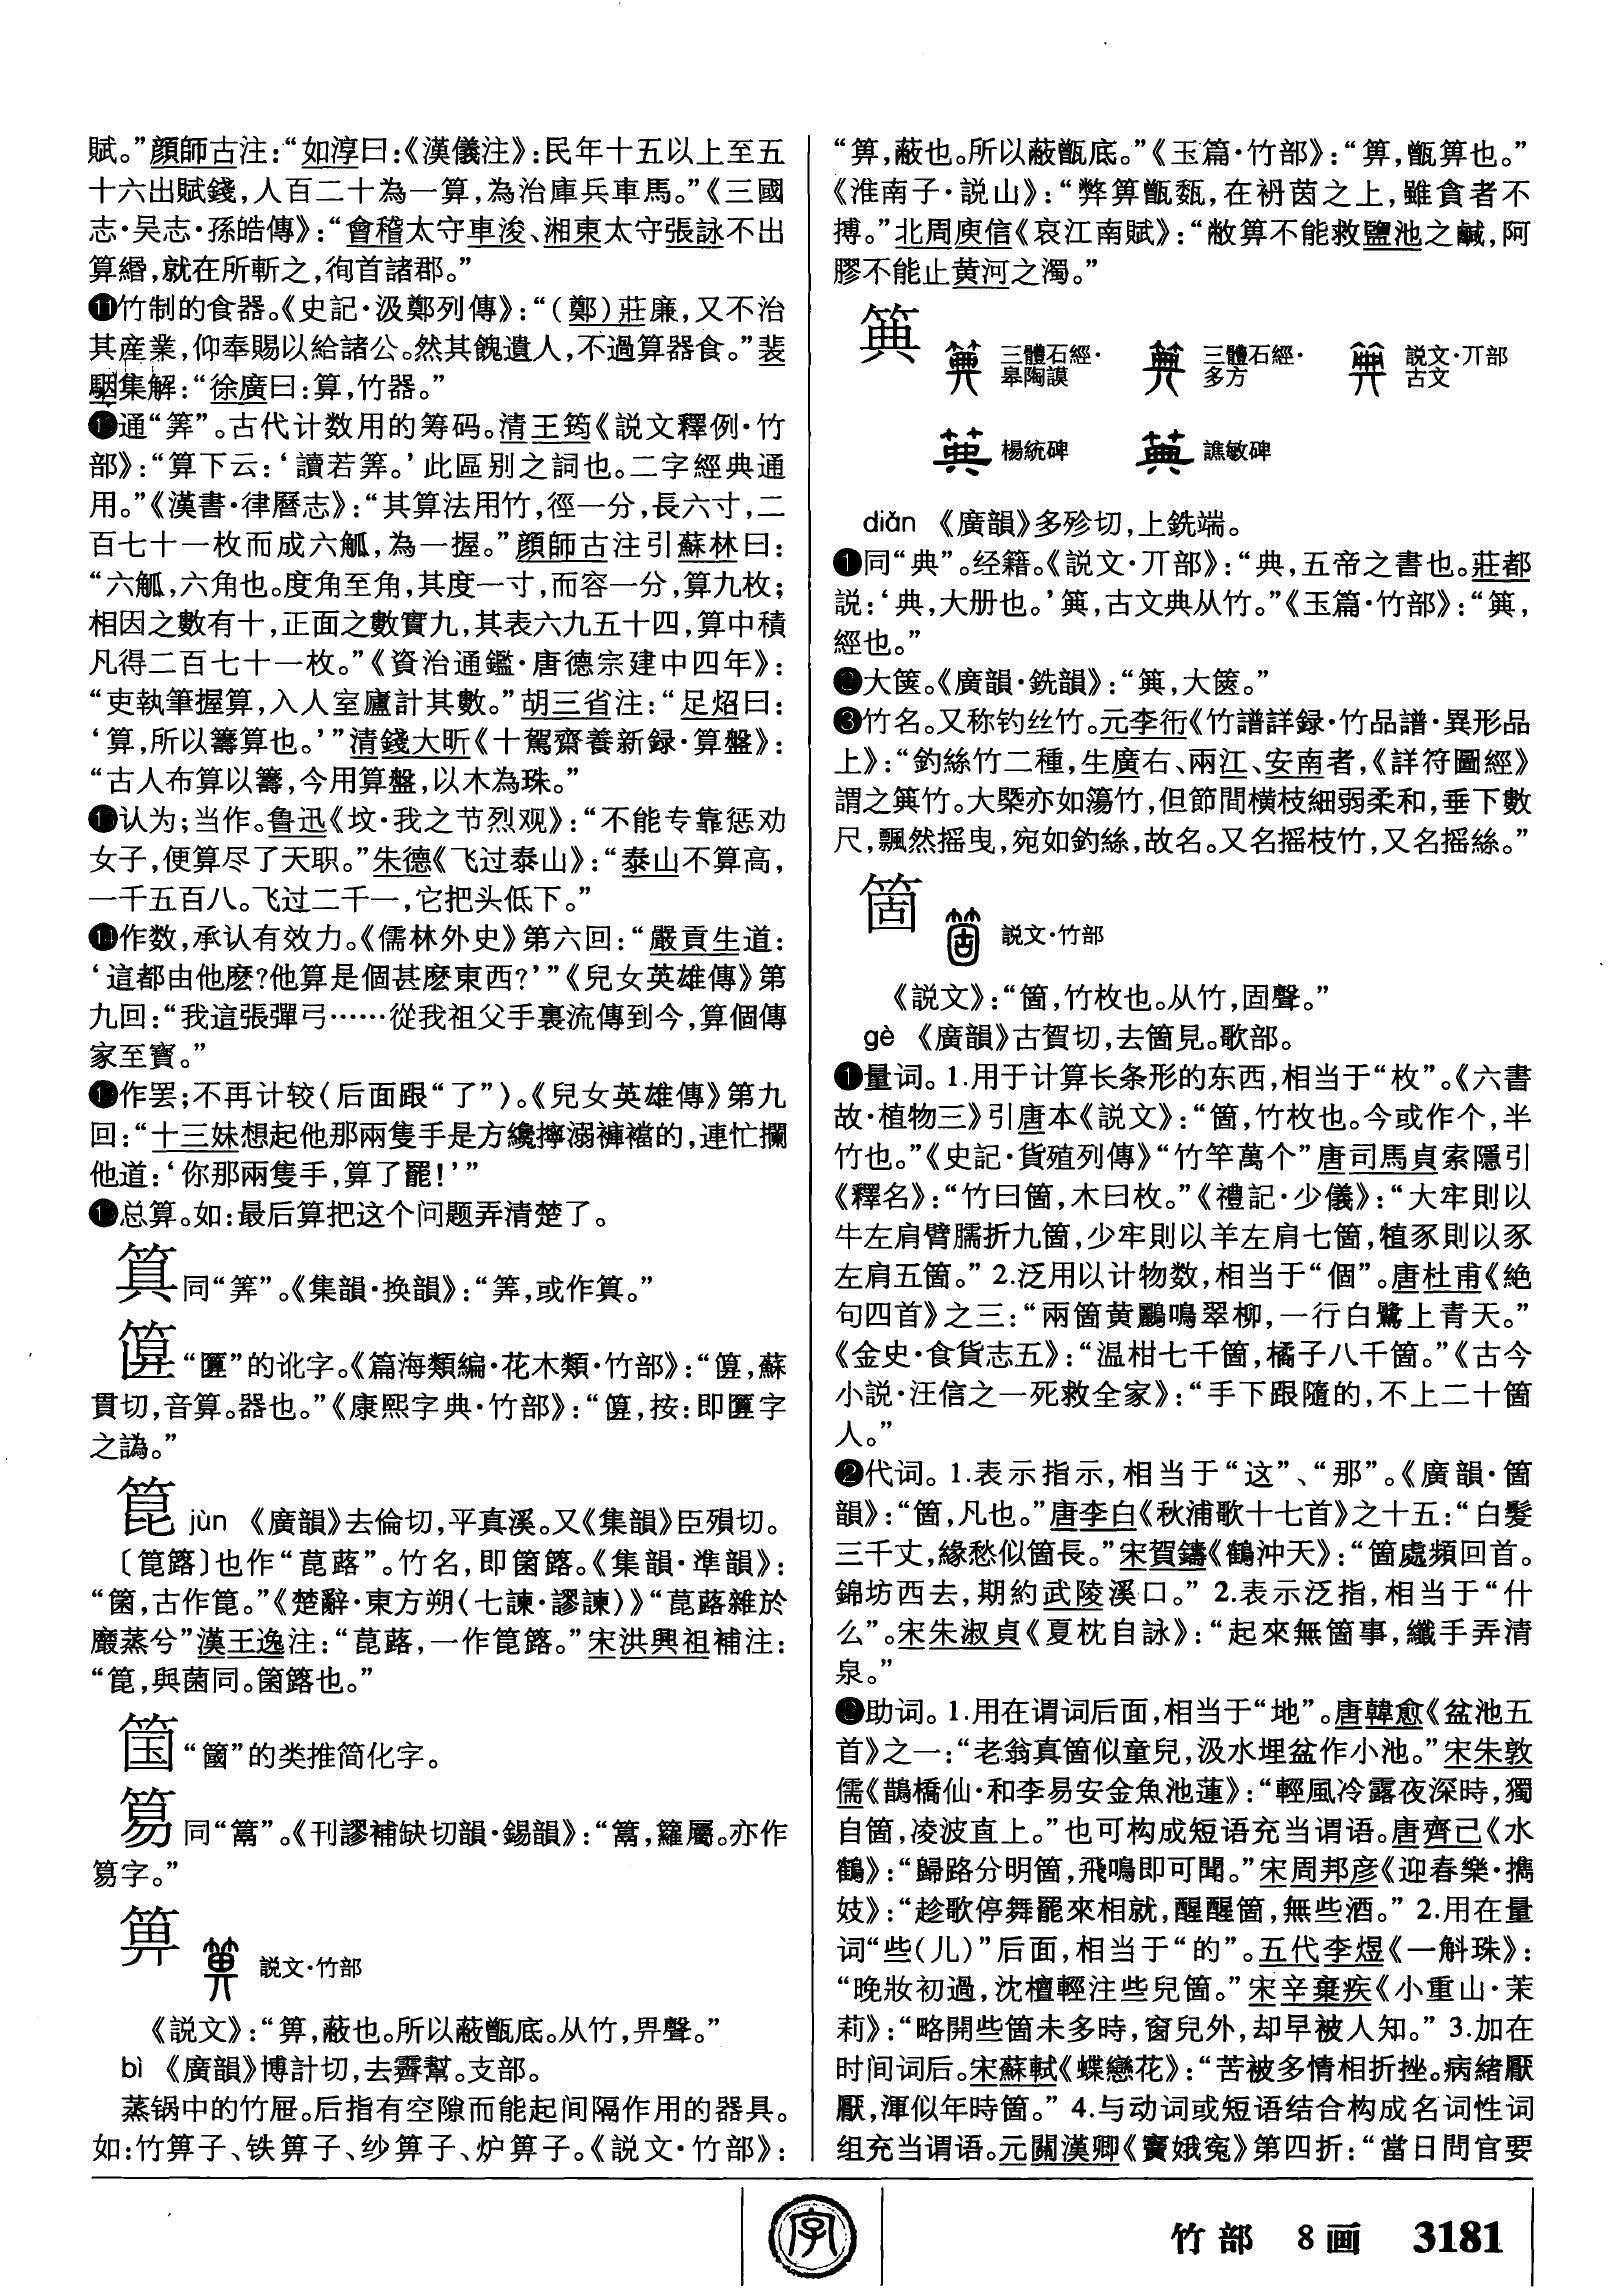 賦。”顔師古注：“如淳曰：《漢儀注》：民年十五以上至五
十六出賦錢，人百二十為一算，為治庫兵車馬。”《三國
志·吴志·孫皓傳》：“會稽太守車浚、湘東太守張詠不出
算緡，就在所斬之，徇首諸郡。”
⓫竹制的食器。《史記·汲鄭列傳》：“（鄭）莊廉，又不治
其産業，仰奉賜以給諸公。然其餽遺人，不過算器食。”裴
駰集解：“徐廣曰：算，竹器。”
⓬通“筭”。古代计数用的筹码。清王筠《説文釋例·竹
部》：“算下云：‘讀若筭。’此區别之詞也。二字經典通
用。”《漢書·律曆志》：“其算法用竹，徑一分，長六寸，二
百七十一枚而成六觚，為一握。”顔師古注引蘇林曰：
“六觚，六角也。度角至角，其度一寸，而容一分，算九枚；
相因之數有十，正面之數實九，其表六九五十四，算中積
凡得二百七十一枚。”《資治通鑑·唐德宗建中四年》：
“吏執筆握算，入人室廬計其數。”胡三省注：“史炤曰：
‘算，所以籌算也。’”清錢大昕《十駕齋養新録·算盤》：
“古人布算以籌，今用算盤，以木為珠。”
⓭认为；当作。鲁迅《坟·我之节烈观》：“不能专靠惩劝
女子，便算尽了天职。”朱德《飞过泰山》：“泰山不算高，
一千五百八。飞过二千一，它把头低下。”
⓮作数，承认有效力。《儒林外史》第六回：“嚴貢生道：
‘這都由他麽？他算是個甚麽東西？’”《兒女英雄傳》第
九回：“我這張彈弓……從我祖父手裏流傳到今，算個傳
家至寳。”
⓯作罢；不再计较（后面跟“了”）。《兒女英雄傳》第九
回：“十三妹想起他那兩隻手是方纔擰溺褲襠的，連忙攔
他道：‘你那兩隻手，算了罷！’”
⓰总算。如：最后算把这个问题弄清楚了。
同“筭”。《集韻·换韻》：“筭，或作筭。”
“匴”的讹字。《篇海類編·花木類·竹部》：“，蘇
貫切，音算。器也。”《康熙字典·竹部》：“，按：即匴字
之譌。”
箟 jùn 《廣韻》去倫切，平真溪。又《集韻》臣殞切。
〔箟簬〕也作“菎蕗”。竹名，即箘簬。《集韻·準韻》：
“箘，古作箟。”《楚辭·東方朔（七諫·謬諫）》“菎蕗雜於
黀蒸兮”漢王逸注：“菎蕗，一作箟簬。”宋洪興祖補注：
“箟，與菌同。箘簬也。”
“簂”的类推简化字。
同“䉛”。《刊謬補缺切韻·錫韻》：“䉛，籮屬。亦作
字。”
箅 説文·竹部
《説文》：“箅，蔽也。所以蔽甑底。从竹，畀聲。”
bì 《廣韻》博計切，去霽幫。支部。
蒸锅中的竹屉。后指有空隙而能起间隔作用的器具。
如：竹箅子、铁箅子、纱箅子、炉箅子。《説文·竹部》：
“箅，蔽也。所以蔽甑底。”《玉篇·竹部》：“箅，甑箅也。”
《淮南子·説山》：“弊箅甑瓾，在袇茵之上，雖貪者不
搏。”北周庾信《哀江南賦》：“敝箅不能救鹽池之鹹，阿
膠不能止黄河之濁。”
箕 三體石經·皋陶謨 三體石經·多方 説文·丌部古文
楊統碑 譙敏碑
diǎn 《廣韻》多殄切，上銑端。
❶同“典”。经籍。《説文·丌部》：“典，五帝之書也。莊都
説：‘典，大册也。’䇵，古文典从竹。”《玉篇·竹部》：“䇵，
經也。”
❷大箧。《廣韻·銑韻》：“䇵，大篋。”
❸竹名。又称钓丝竹。元李衎《竹譜詳録·竹品譜·異形品
上》：“釣絲竹二種，生廣右、兩江、安南者，《詳符圖經》
謂之䇵竹。大槩亦如簜竹，但節間横枝細弱柔和，垂下數
尺，飄然摇曳，宛如釣絲，故名。又名摇枝竹，又名摇絲。”
箇 説文·竹部
《説文》：“箇，竹枚也。从竹，固聲。”
gè 《廣韻》古賀切，去箇見。歌部。
❶量词。1.用于计算长条形的东西，相当于“枚”。《六書
故·植物三》引唐本《説文》：“箇，竹枚也。今或作个，半
竹也。”《史記·貨殖列傳》“竹竿萬个”唐司馬貞索隱引
《釋名》：“竹曰箇，木曰枚。”《禮記·少儀》：“大牢則以
牛左肩臂臑折九箇，少牢則以羊左肩七箇，犆豕則以豕
左肩五箇。”2.泛用以计物数，相当于“個”。唐杜甫《絶
句四首》之三：“兩箇黄鸝鳴翠柳，一行白鷺上青天。”
《金史·食貨志五》：“温柑七千箇，橘子八千箇。”《古今
小説·汪信之一死救全家》：“手下跟隨的，不上二十箇
人。”
❷代词。1.表示指示，相当于“这”、“那”。《廣韻·箇
韻》：“箇，凡也。”唐李白《秋浦歌十七首》之十五：“白髮
三千丈，緣愁似箇長。”宋賀鑄《鶴沖天》：“箇處頻回首。
錦坊西去，期約武陵溪口。”2.表示泛指，相当于“什
么”。宋朱淑貞《夏枕自詠》：“起來無箇事，纖手弄清
泉。”
❷助词。1.用在谓词后面，相当于“地”。唐韓愈《盆池五
首》之一：“老翁真箇似童兒，汲水埋盆作小池。”宋朱敦
儒《鵲橋仙·和李易安金魚池蓮》：“輕風冷露夜深時，獨
自箇，凌波直上。”也可构成短语充当谓语。唐齊己《水
鶴》：“歸路分明箇，飛鳴即可聞。”宋周邦彦《迎春樂·擕
妓》：“趁歌停舞罷來相就，醒醒箇，無些酒。”2.用在量
词“些（儿）”后面，相当于“的”。五代李煜《一斛珠》：
“晚妝初過，沈檀輕注些兒箇。”宋辛棄疾《小重山·茉
莉》：“略開些箇未多時，窗兒外，却早被人知。”3.加在
时间词后。宋蘇軾《蝶戀花》：“苦被多情相折挫。病緒厭
厭，渾似年時箇。”4.与动词或短语结合构成名词性词
组充当谓语。元關漢卿《竇娥冤》第四折：“當日問官要
字
竹部 8画 3181